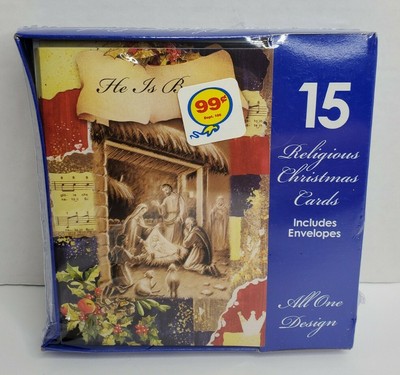 He Is B
99¢
15
Religious
Christmas
Cards
Includes
Envelopes
All One
Design